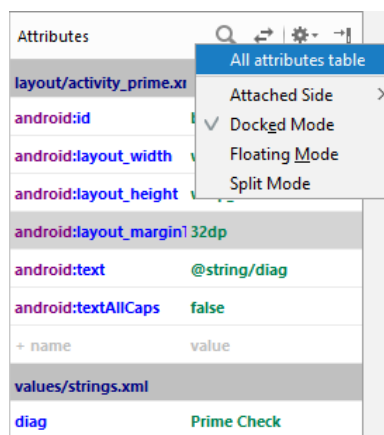 Attributes
All attributes table
layout/activity_prime.xr
Attached Side
android:id
Docked Mode
android:layout_width
Floating Mode
android:layout_height
Split Mode
android:layout_margin 32dp
android:text @string/diag
android:textAllCaps false
+ name value
values/strings.xml
diag Prime Check